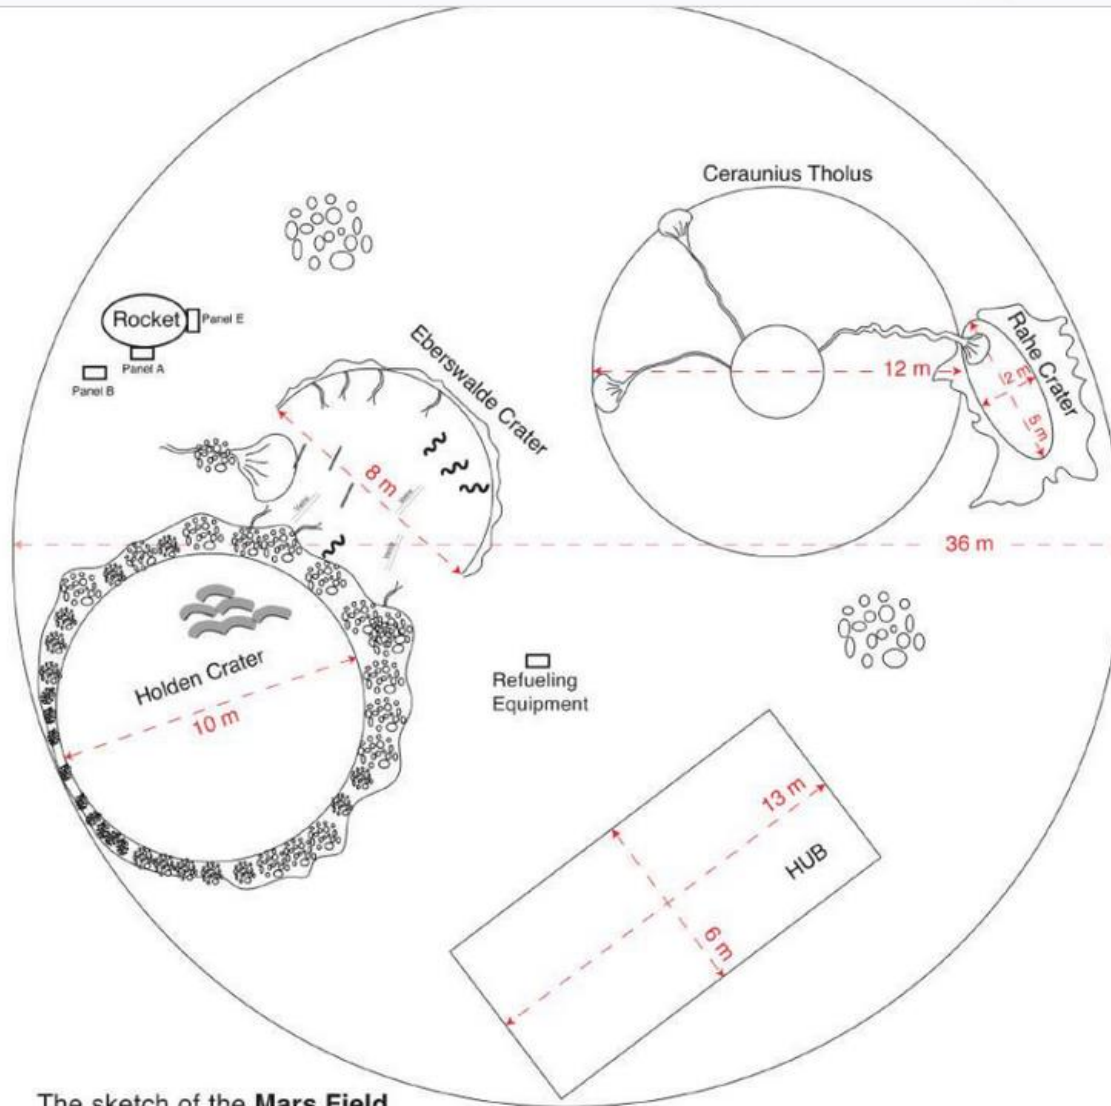 Ceraunius Tholus
Rocket
Panel E
Panel A
Panel B
Eberswalde Crater
Rahe Crater
12 m
2 m
5 m
8 m
36 m
Holden Crater
10 m
Refueling
Equipment
13 m
HUB
6 m
The sketch of the Mars Field